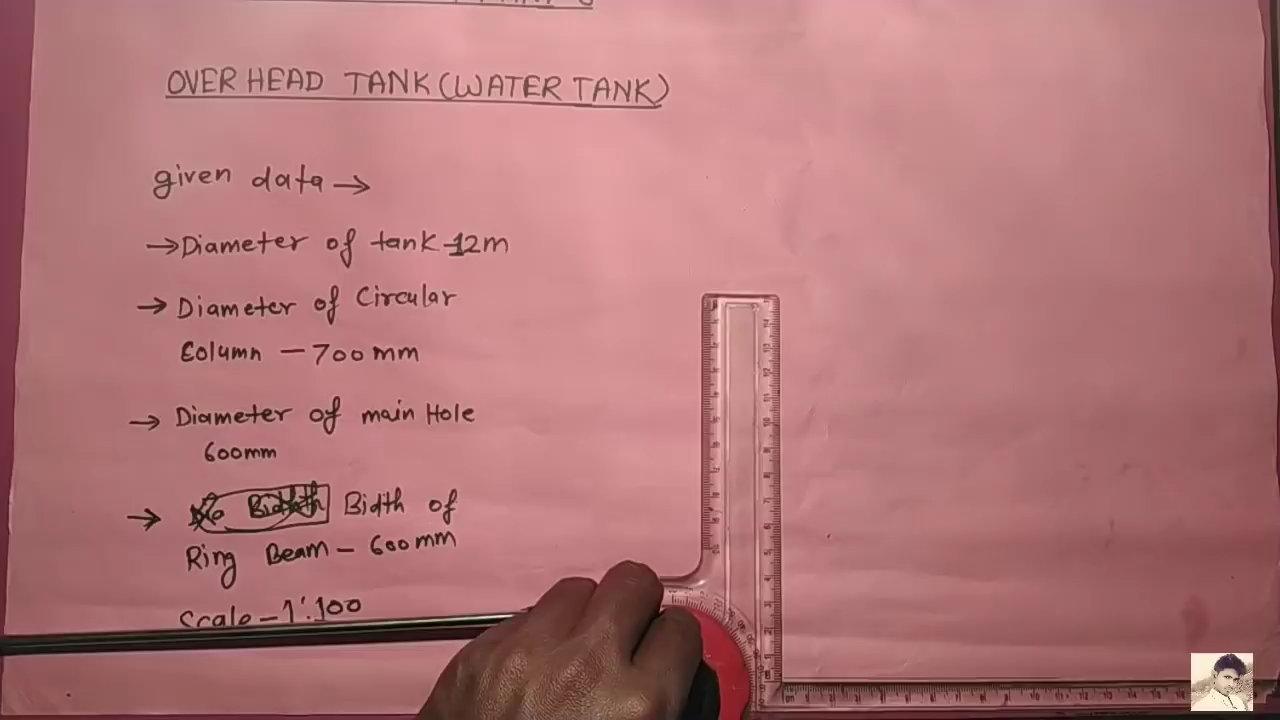 OVER HEAD TANK (WATER TANK)
given data →
→ Diameter of tank - 12m
→ Diameter of Circular
Column - 700 mm
→ Diameter of main Hole
600mm
→ Bidth of
Ring Beam - 600mm
Scale - 1:100